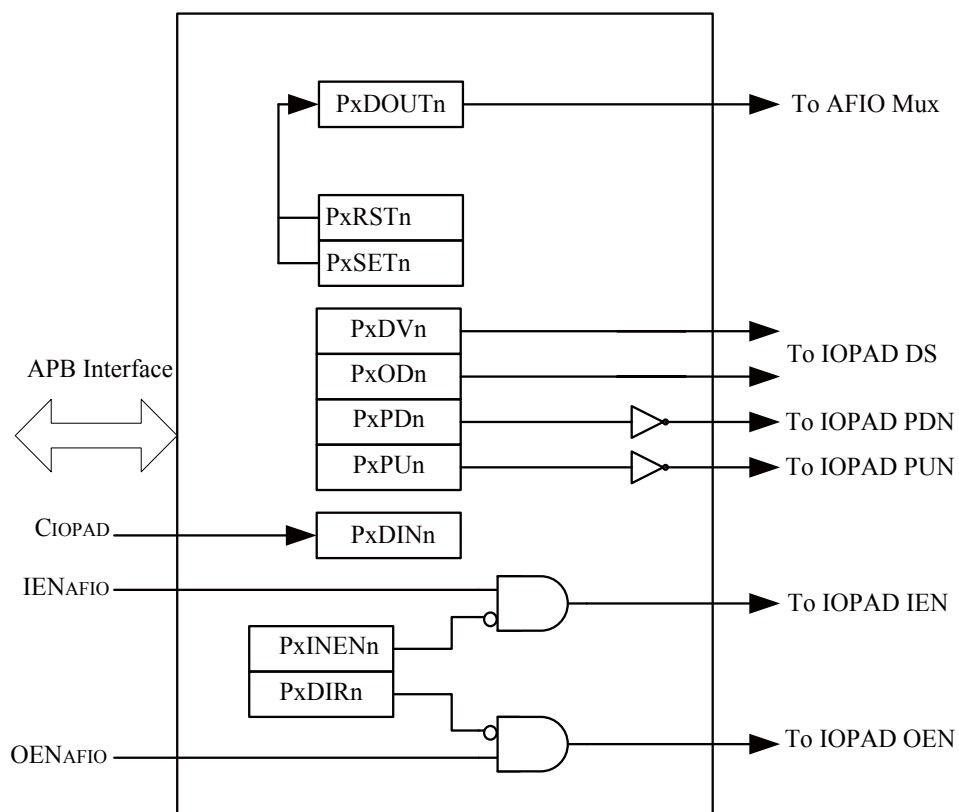 PxDOUTn
To AFIO Mux
PxRSTn
PxSETn
PxDVn
To IOPAD DS
APB Interface
PxODn
PxPDn
To IOPAD PDN
PxPUn
To IOPAD PUN
CIOPAD
PxDINn
IENAFIO
To IOPAD IEN
PxINENn
PxDIRn
OENAFIO
To IOPAD OEN